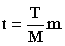 t = T/M m